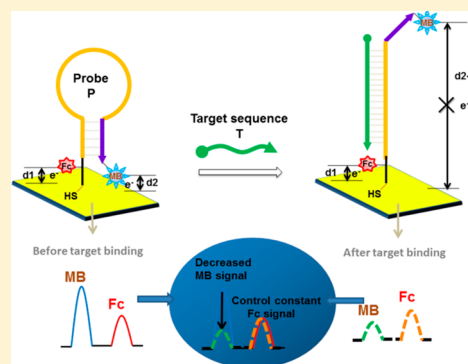 MB
Probe
P
d2-
Target sequence
T
e-
Fc
MB
Fc
d1 e-
e- d2
d1 e-
HS
HS
Before target binding
After target binding
MB
Fc
Decreased
MB signal
Control constant
Fc signal
MB
Fc